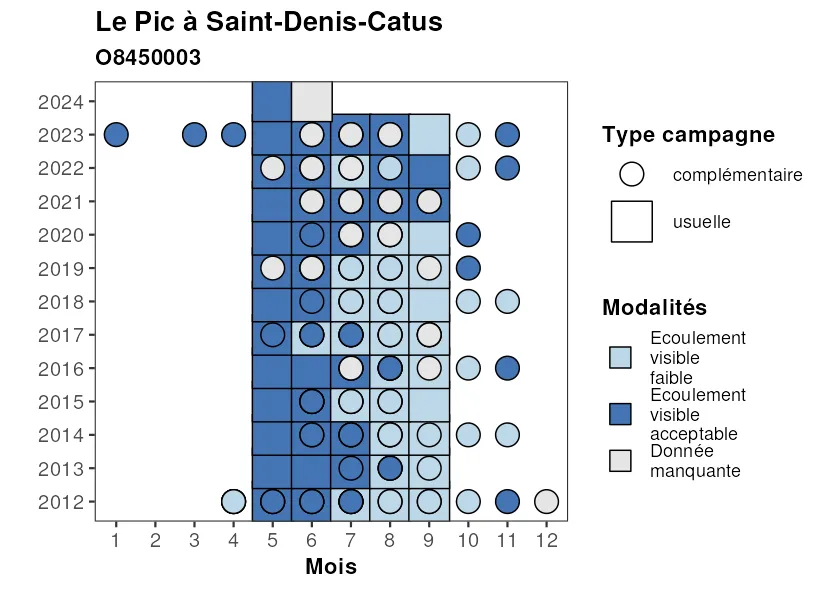 Le Pic à Saint-Denis-Catus
O8450003
2024
2023
2022
2021
2020
2019
2018
2017
2016
2015
2014
2013
2012
1 2 3 4 5 6 7 8 9 10 11 12
Mois
Type campagne
complémentaire
usuelle
Modalités
Ecoulement
visible
faible
Ecoulement
visible
acceptable
Donnée
manquante